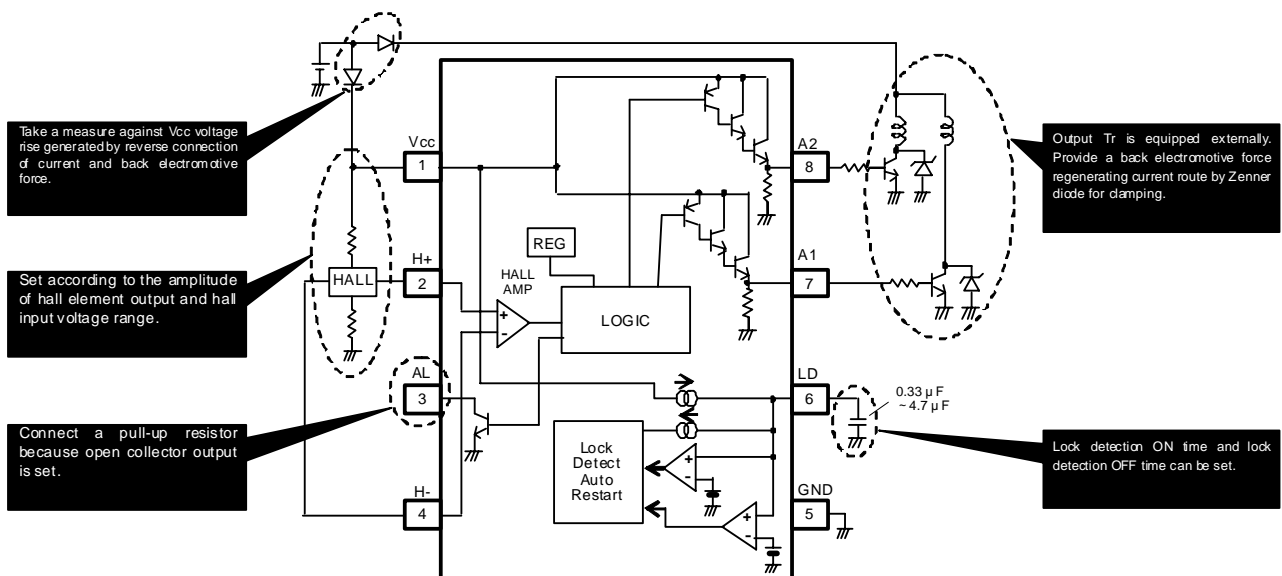 Take a measure against Vcc voltage
rise generated by reverse connection
of current and back electromotive
force.
Set according to the amplitude
of hall element output and hall
input voltage range.
Connect a pull-up resistor
because open collector output
is set.
Vcc
1
H+
2
HALL
AL
3
H-
4
REG
HALL
AMP
+
-
LOGIC
Lock
Detect
Auto
Restart
+
-
+
-
A2
8
A1
7
LD
6
GND
5
0.33 µF
~ 4.7 µF
Output Tr is equipped externally.
Provide a back electromotive force
regenerating current route by Zenner
diode for clamping.
Lock detection ON time and lock
detection OFF time can be set.